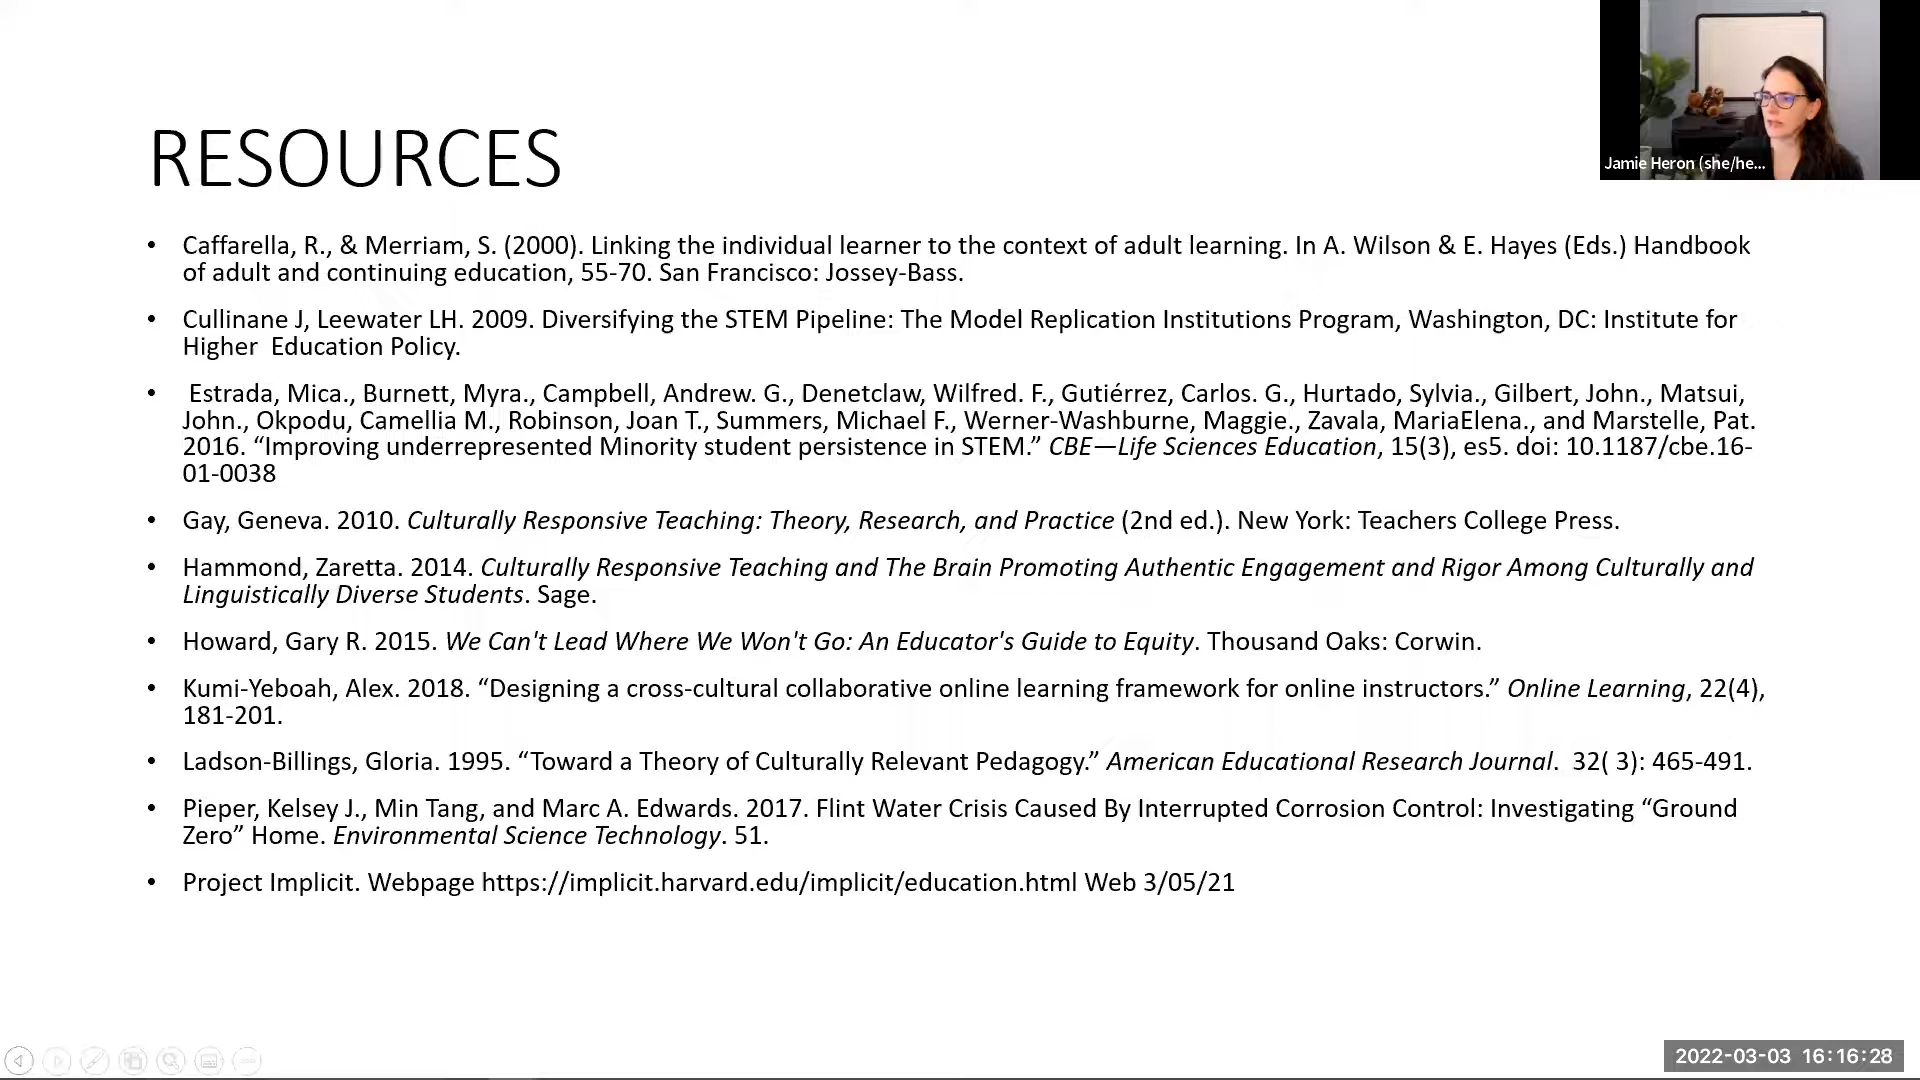 RESOURCES
Jamie Heron (she/he...
• Caffarella, R., & Merriam, S. (2000). Linking the individual learner to the context of adult learning. In A. Wilson & E. Hayes (Eds.) Handbook
of adult and continuing education, 55-70. San Francisco: Jossey-Bass.
• Cullinane J, Leewater LH. 2009. Diversifying the STEM Pipeline: The Model Replication Institutions Program, Washington, DC: Institute for
Higher  Education Policy.
• Estrada, Mica., Burnett, Myra., Campbell, Andrew. G., Denetclaw, Wilfred. F., Gutiérrez, Carlos. G., Hurtado, Sylvia., Gilbert, John., Matsui,
John., Okpodu, Camellia M., Robinson, Joan T., Summers, Michael F., Werner-Washburne, Maggie., Zavala, MariaElena., and Marstelle, Pat.
2016. “Improving underrepresented Minority student persistence in STEM.” CBE—Life Sciences Education, 15(3), es5. doi: 10.1187/cbe.16-
01-0038
• Gay, Geneva. 2010. Culturally Responsive Teaching: Theory, Research, and Practice (2nd ed.). New York: Teachers College Press.
• Hammond, Zaretta. 2014. Culturally Responsive Teaching and The Brain Promoting Authentic Engagement and Rigor Among Culturally and
Linguistically Diverse Students. Sage.
• Howard, Gary R. 2015. We Can't Lead Where We Won't Go: An Educator's Guide to Equity. Thousand Oaks: Corwin.
• Kumi-Yeboah, Alex. 2018. “Designing a cross-cultural collaborative online learning framework for online instructors.” Online Learning, 22(4),
181-201.
• Ladson-Billings, Gloria. 1995. “Toward a Theory of Culturally Relevant Pedagogy.” American Educational Research Journal.  32( 3): 465-491.
• Pieper, Kelsey J., Min Tang, and Marc A. Edwards. 2017. Flint Water Crisis Caused By Interrupted Corrosion Control: Investigating “Ground
Zero” Home. Environmental Science Technology. 51.
• Project Implicit. Webpage https://implicit.harvard.edu/implicit/education.html Web 3/05/21
2022-03-03 16:16:28